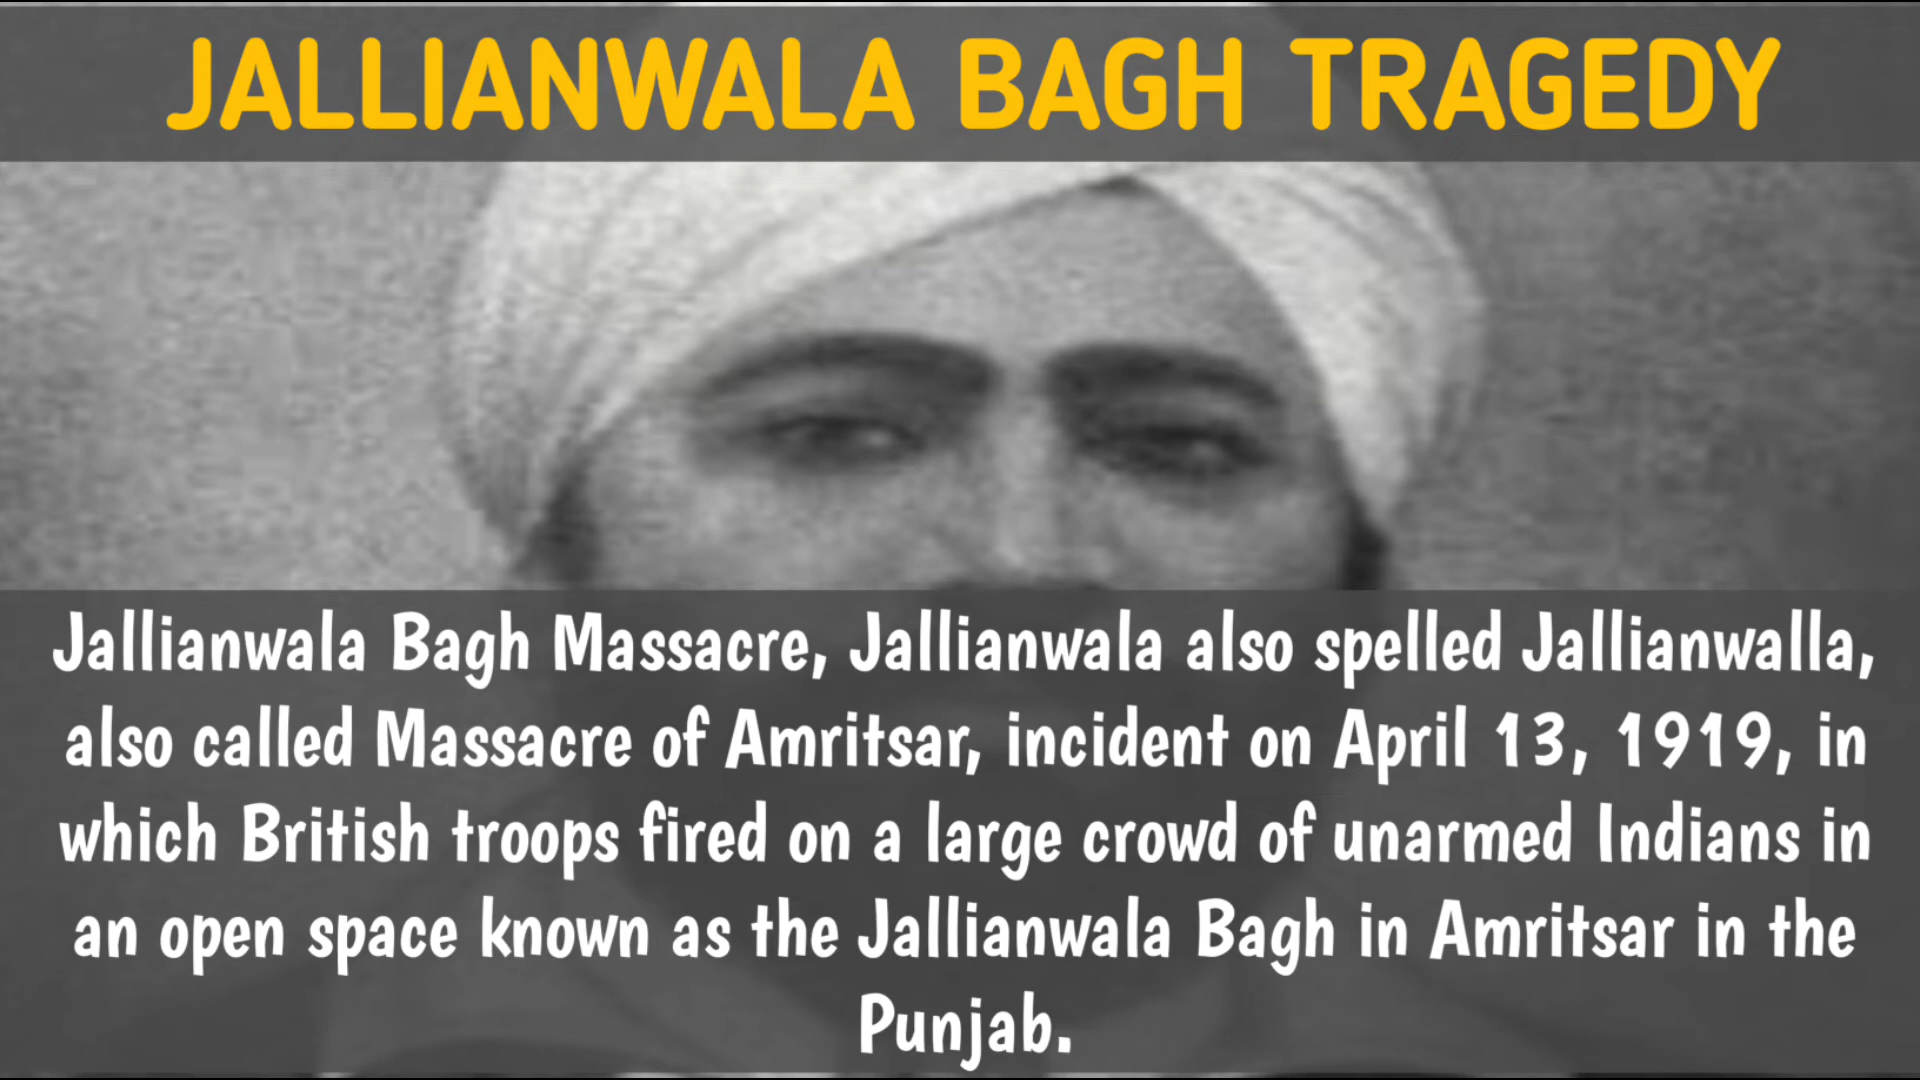 JALLIANWALA BAGH TRAGEDY
Jallianwala Bagh Massacre, Jallianwala also spelled Jallianwalla,
also called Massacre of Amritsar, incident on April 13, 1919, in
which British troops fired on a large crowd of unarmed Indians in
an open space known as the Jallianwala Bagh in Amritsar in the
Punjab.